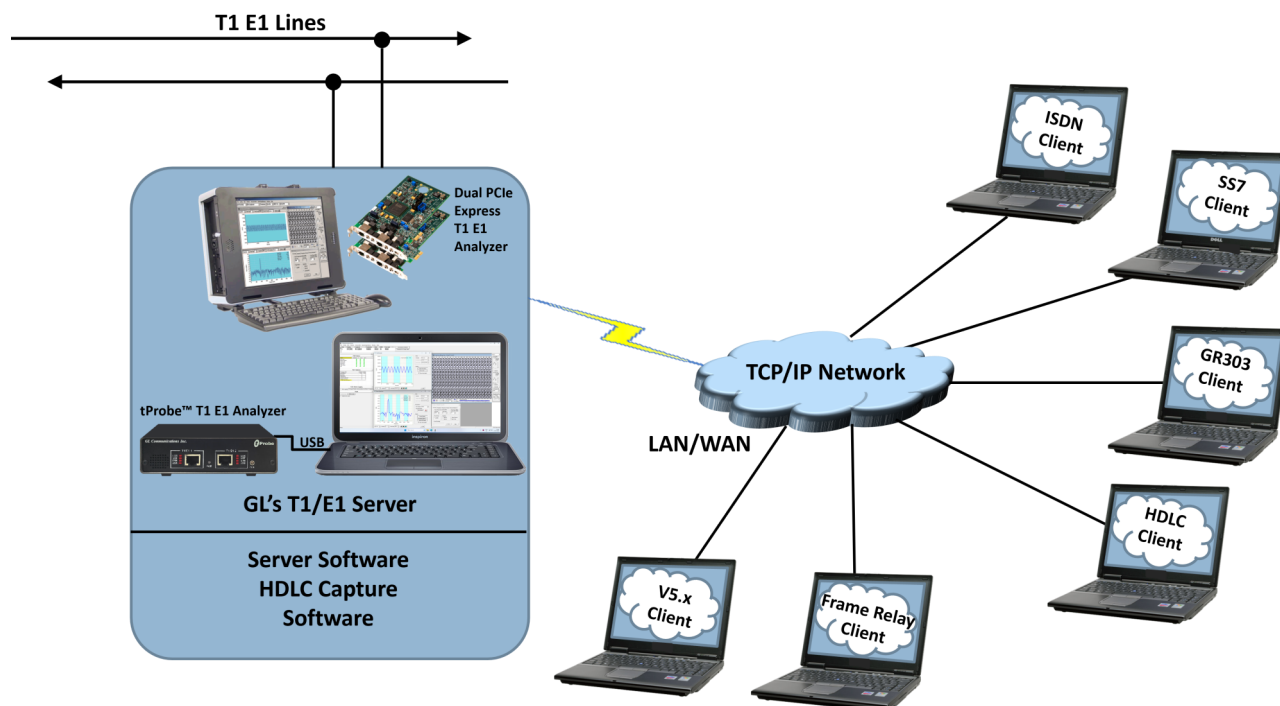 T1 E1 Lines
Dual PCIe
Express
T1 E1
Analyzer
tProbe™ T1 E1 Analyzer
USB
GL's T1/E1 Server
Server Software
HDLC Capture
Software
TCP/IP Network
LAN/WAN
ISDN
Client
SS7
Client
DELL
GR303
Client
HDLC
Client
Frame Relay
Client
V5.x
Client